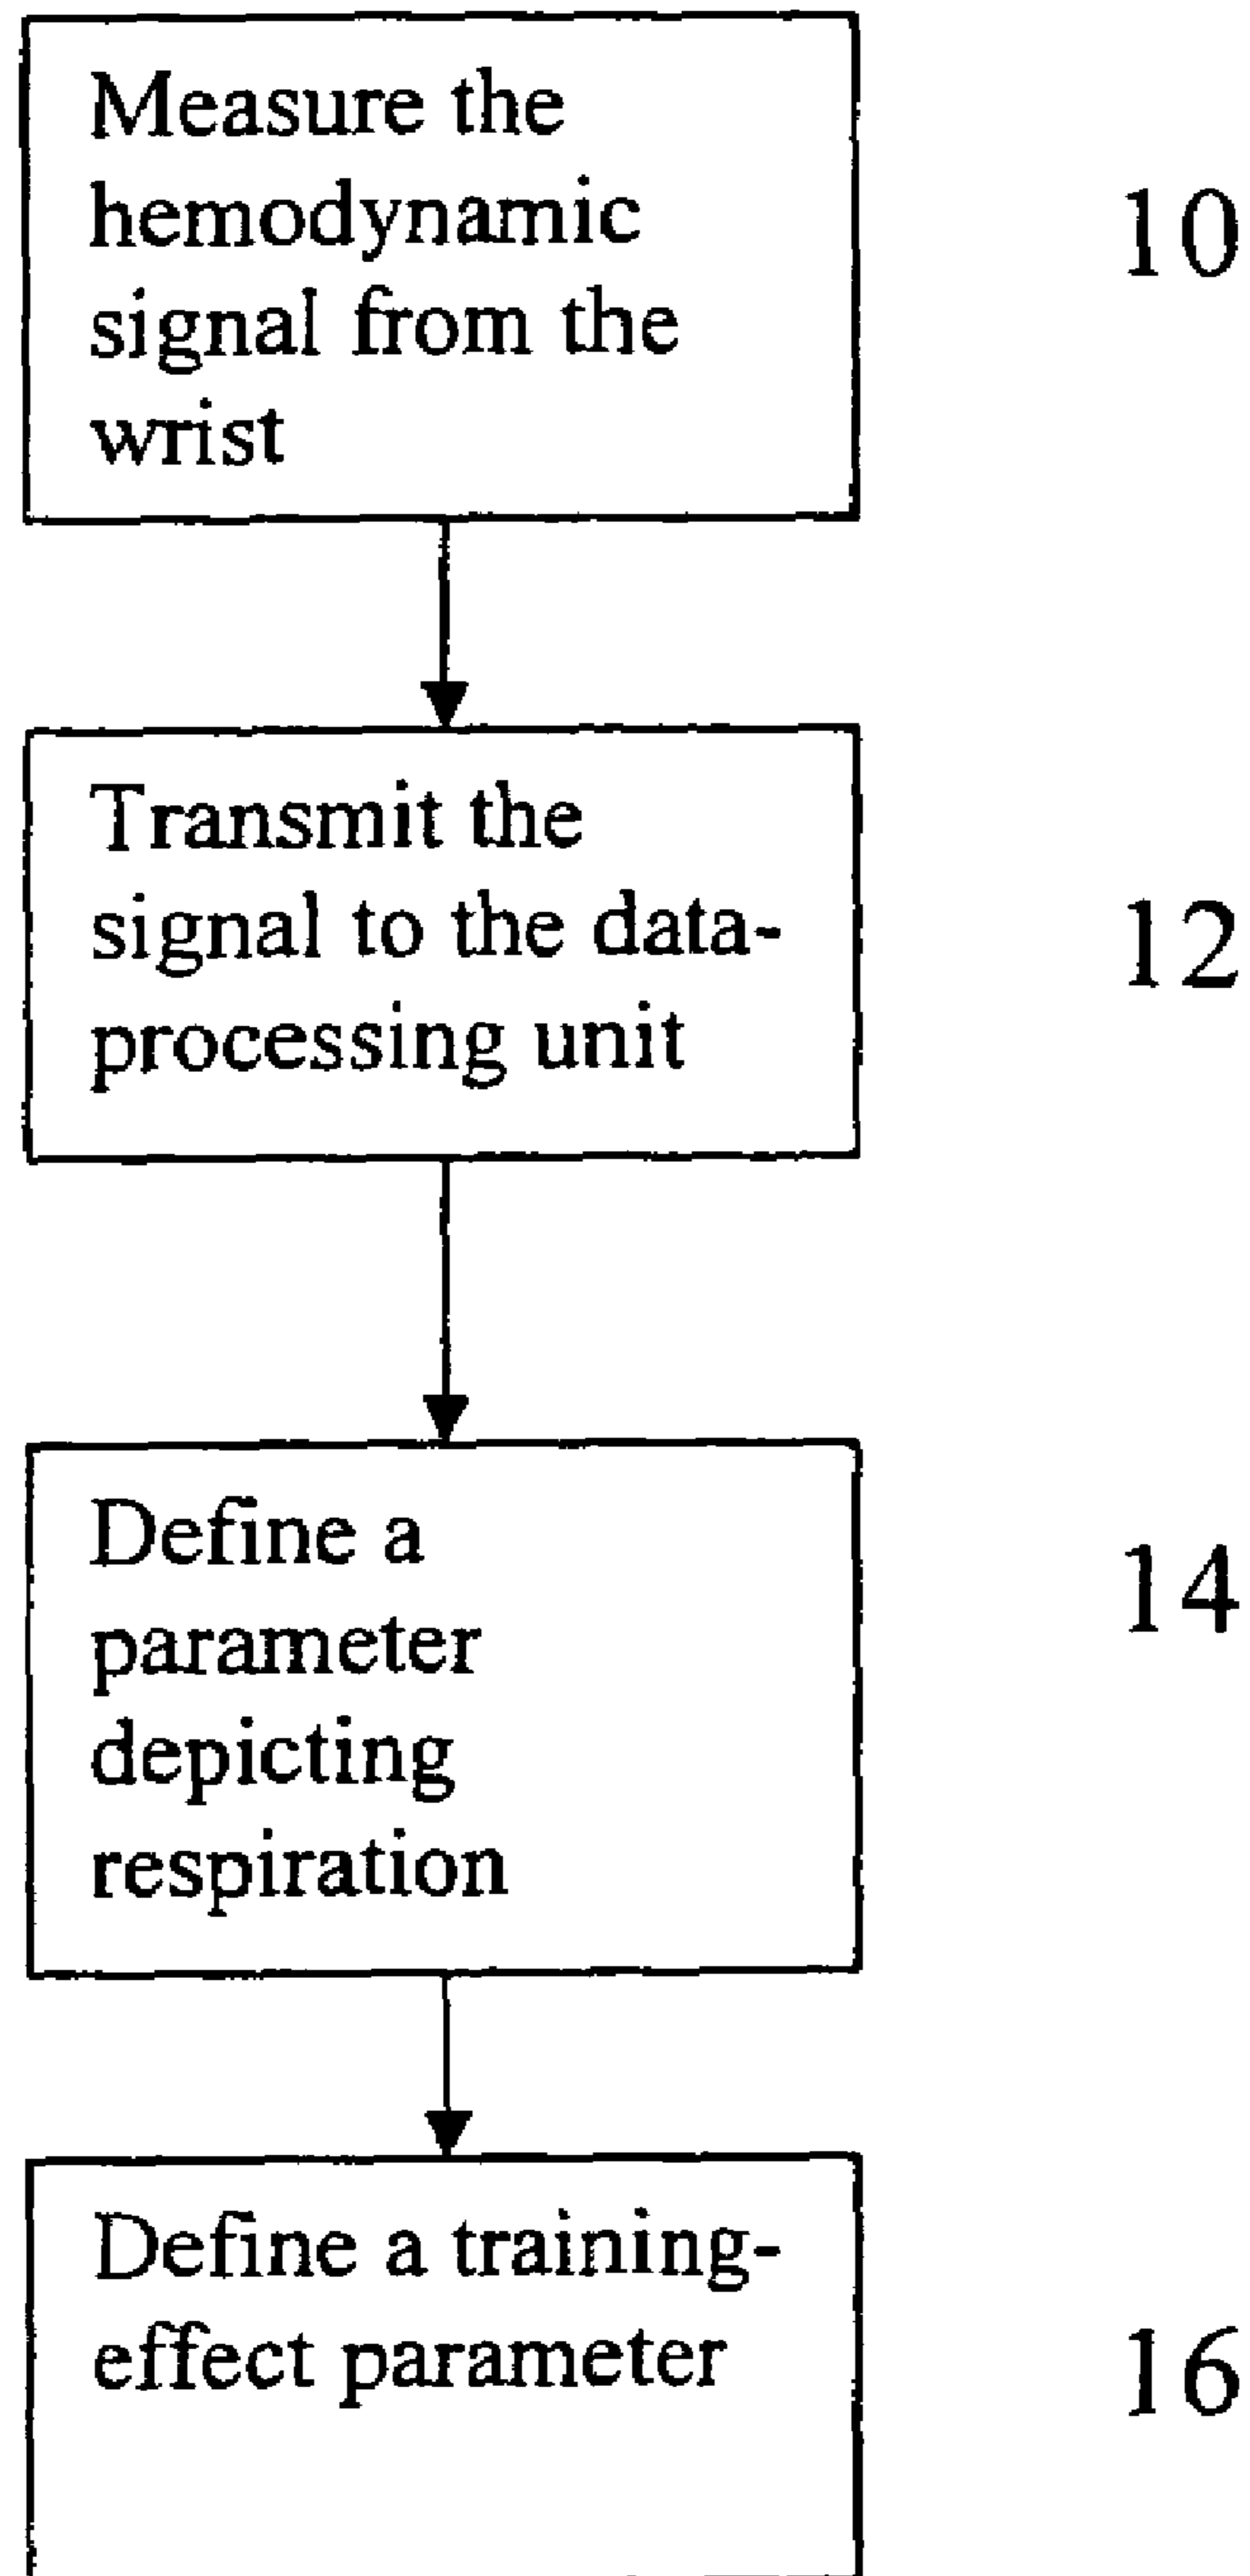 Measure the
hemodynamic
signal from the
wrist
10
Transmit the
signal to the data-
processing unit
12
Define a
parameter
depicting
respiration
14
Define a training-
effect parameter
16